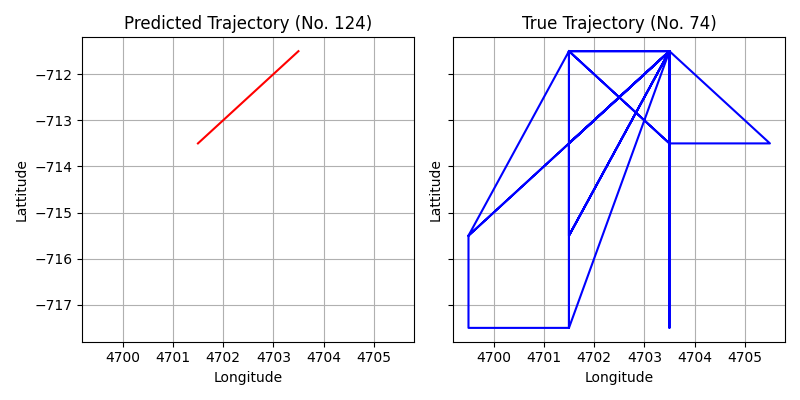 Predicted Trajectory (No. 124)
True Trajectory (No. 74)
−712
−713
−714
−715
−716
−717
Lattitude
Lattitude
4700 4701 4702 4703 4704 4705
4700 4701 4702 4703 4704 4705
Longitude
Longitude